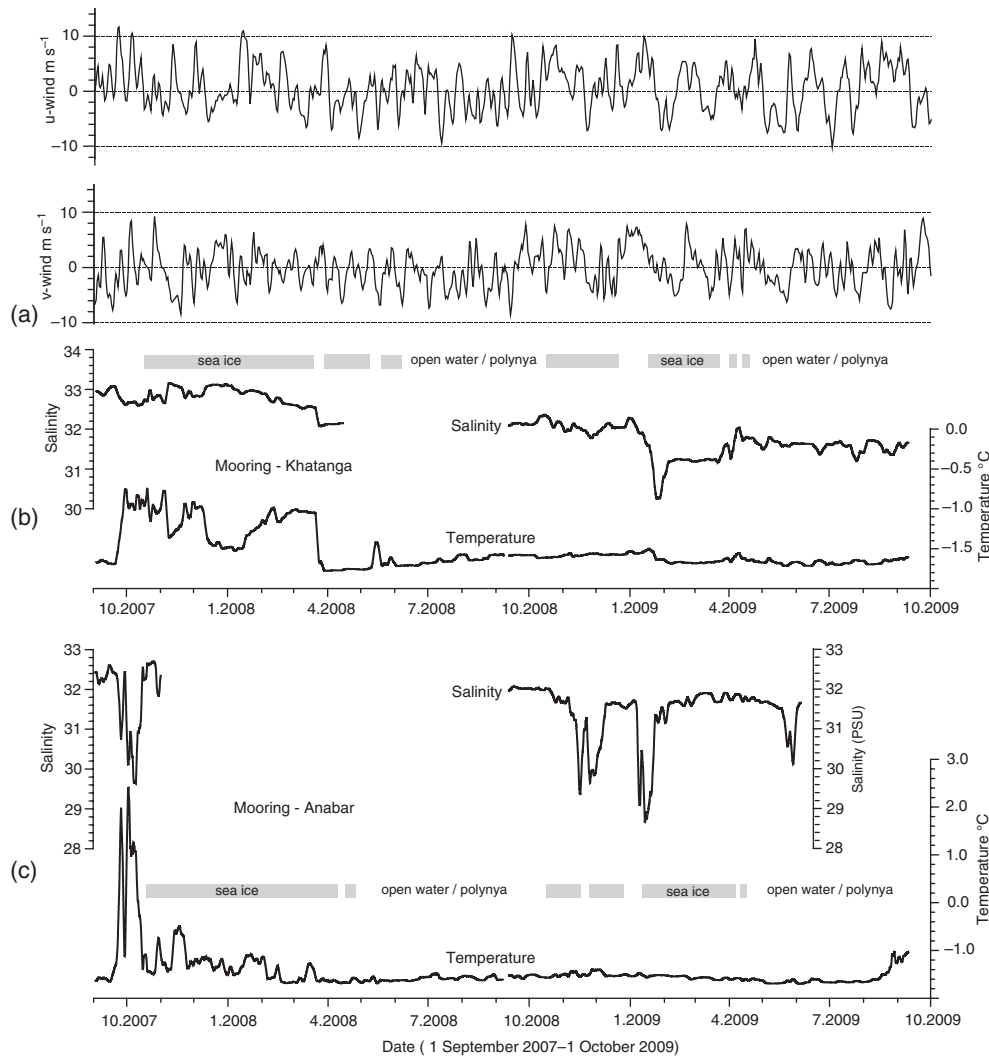 u-wind m s–1
10
0
–10
v-wind m s–1
10
0
–10
(a)
34
33
32
31
30
Salinity
sea ice
open water / polynya
sea ice
open water / polynya
Salinity
Mooring - Khatanga
Temperature
0.0
–0.5
–1.0
–1.5
Temperature °C
(b)
10.2007
1.2008
4.2008
7.2008
10.2008
1.2009
4.2009
7.2009
10.2009
33
32
31
30
29
28
Salinity
Salinity
33
32
31
30
29
28
Salinity (PSU)
Mooring - Anabar
3.0
2.0
1.0
0.0
–1.0
Temperature °C
(c)
sea ice
open water / polynya
sea ice
open water / polynya
Temperature
10.2007
1.2008
4.2008
7.2008
10.2008
1.2009
4.2009
7.2009
10.2009
Date ( 1 September 2007–1 October 2009)